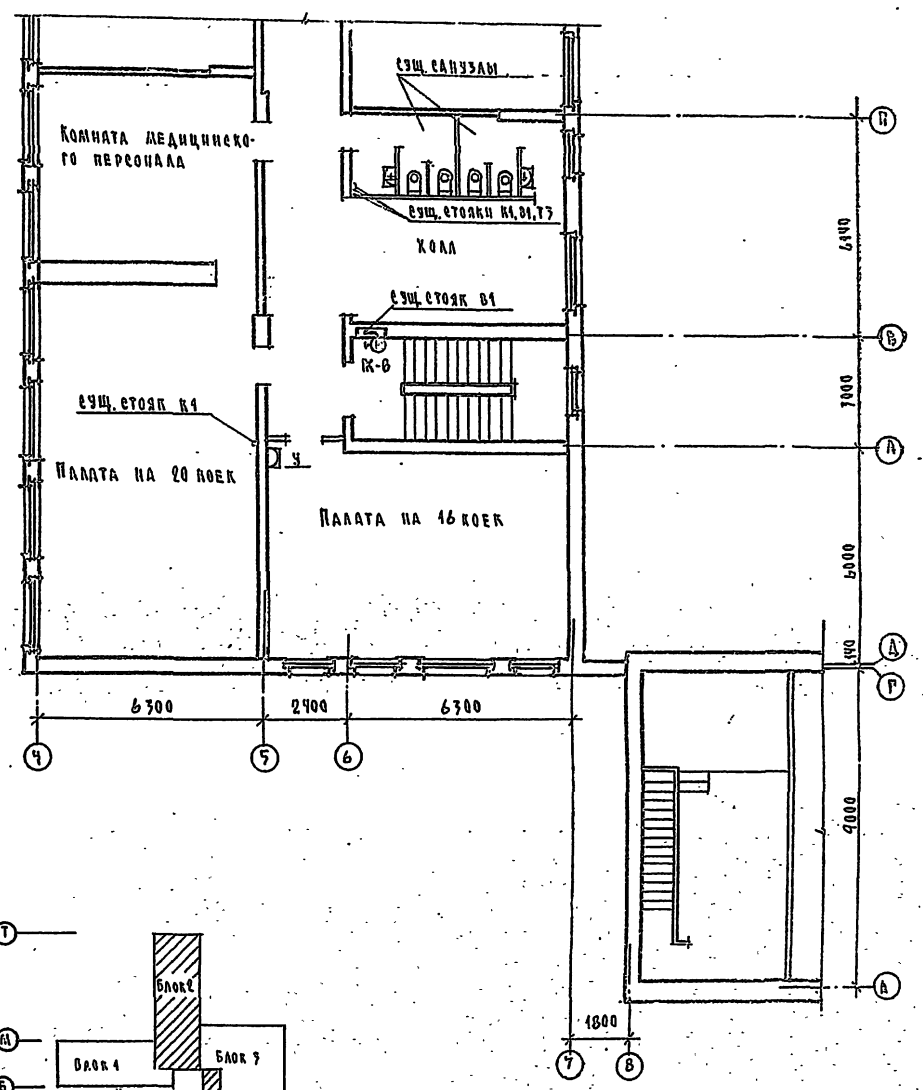 сущ. санузлы
Комната медицинско-
го персонала
сущ. стояки К1, В1, Т3
Холл
сущ. стояк В1
ПК-8
сущ. стояк К1
У
Палата на 20 коек
Палата на 16 коек
П
6140
В
7000
А
6000
Д
140
Г
6300
2400
6300
4
5
6
9000
А
1800
7
8
Т
Блок 2
М
Блок 1
Блок 3
Б